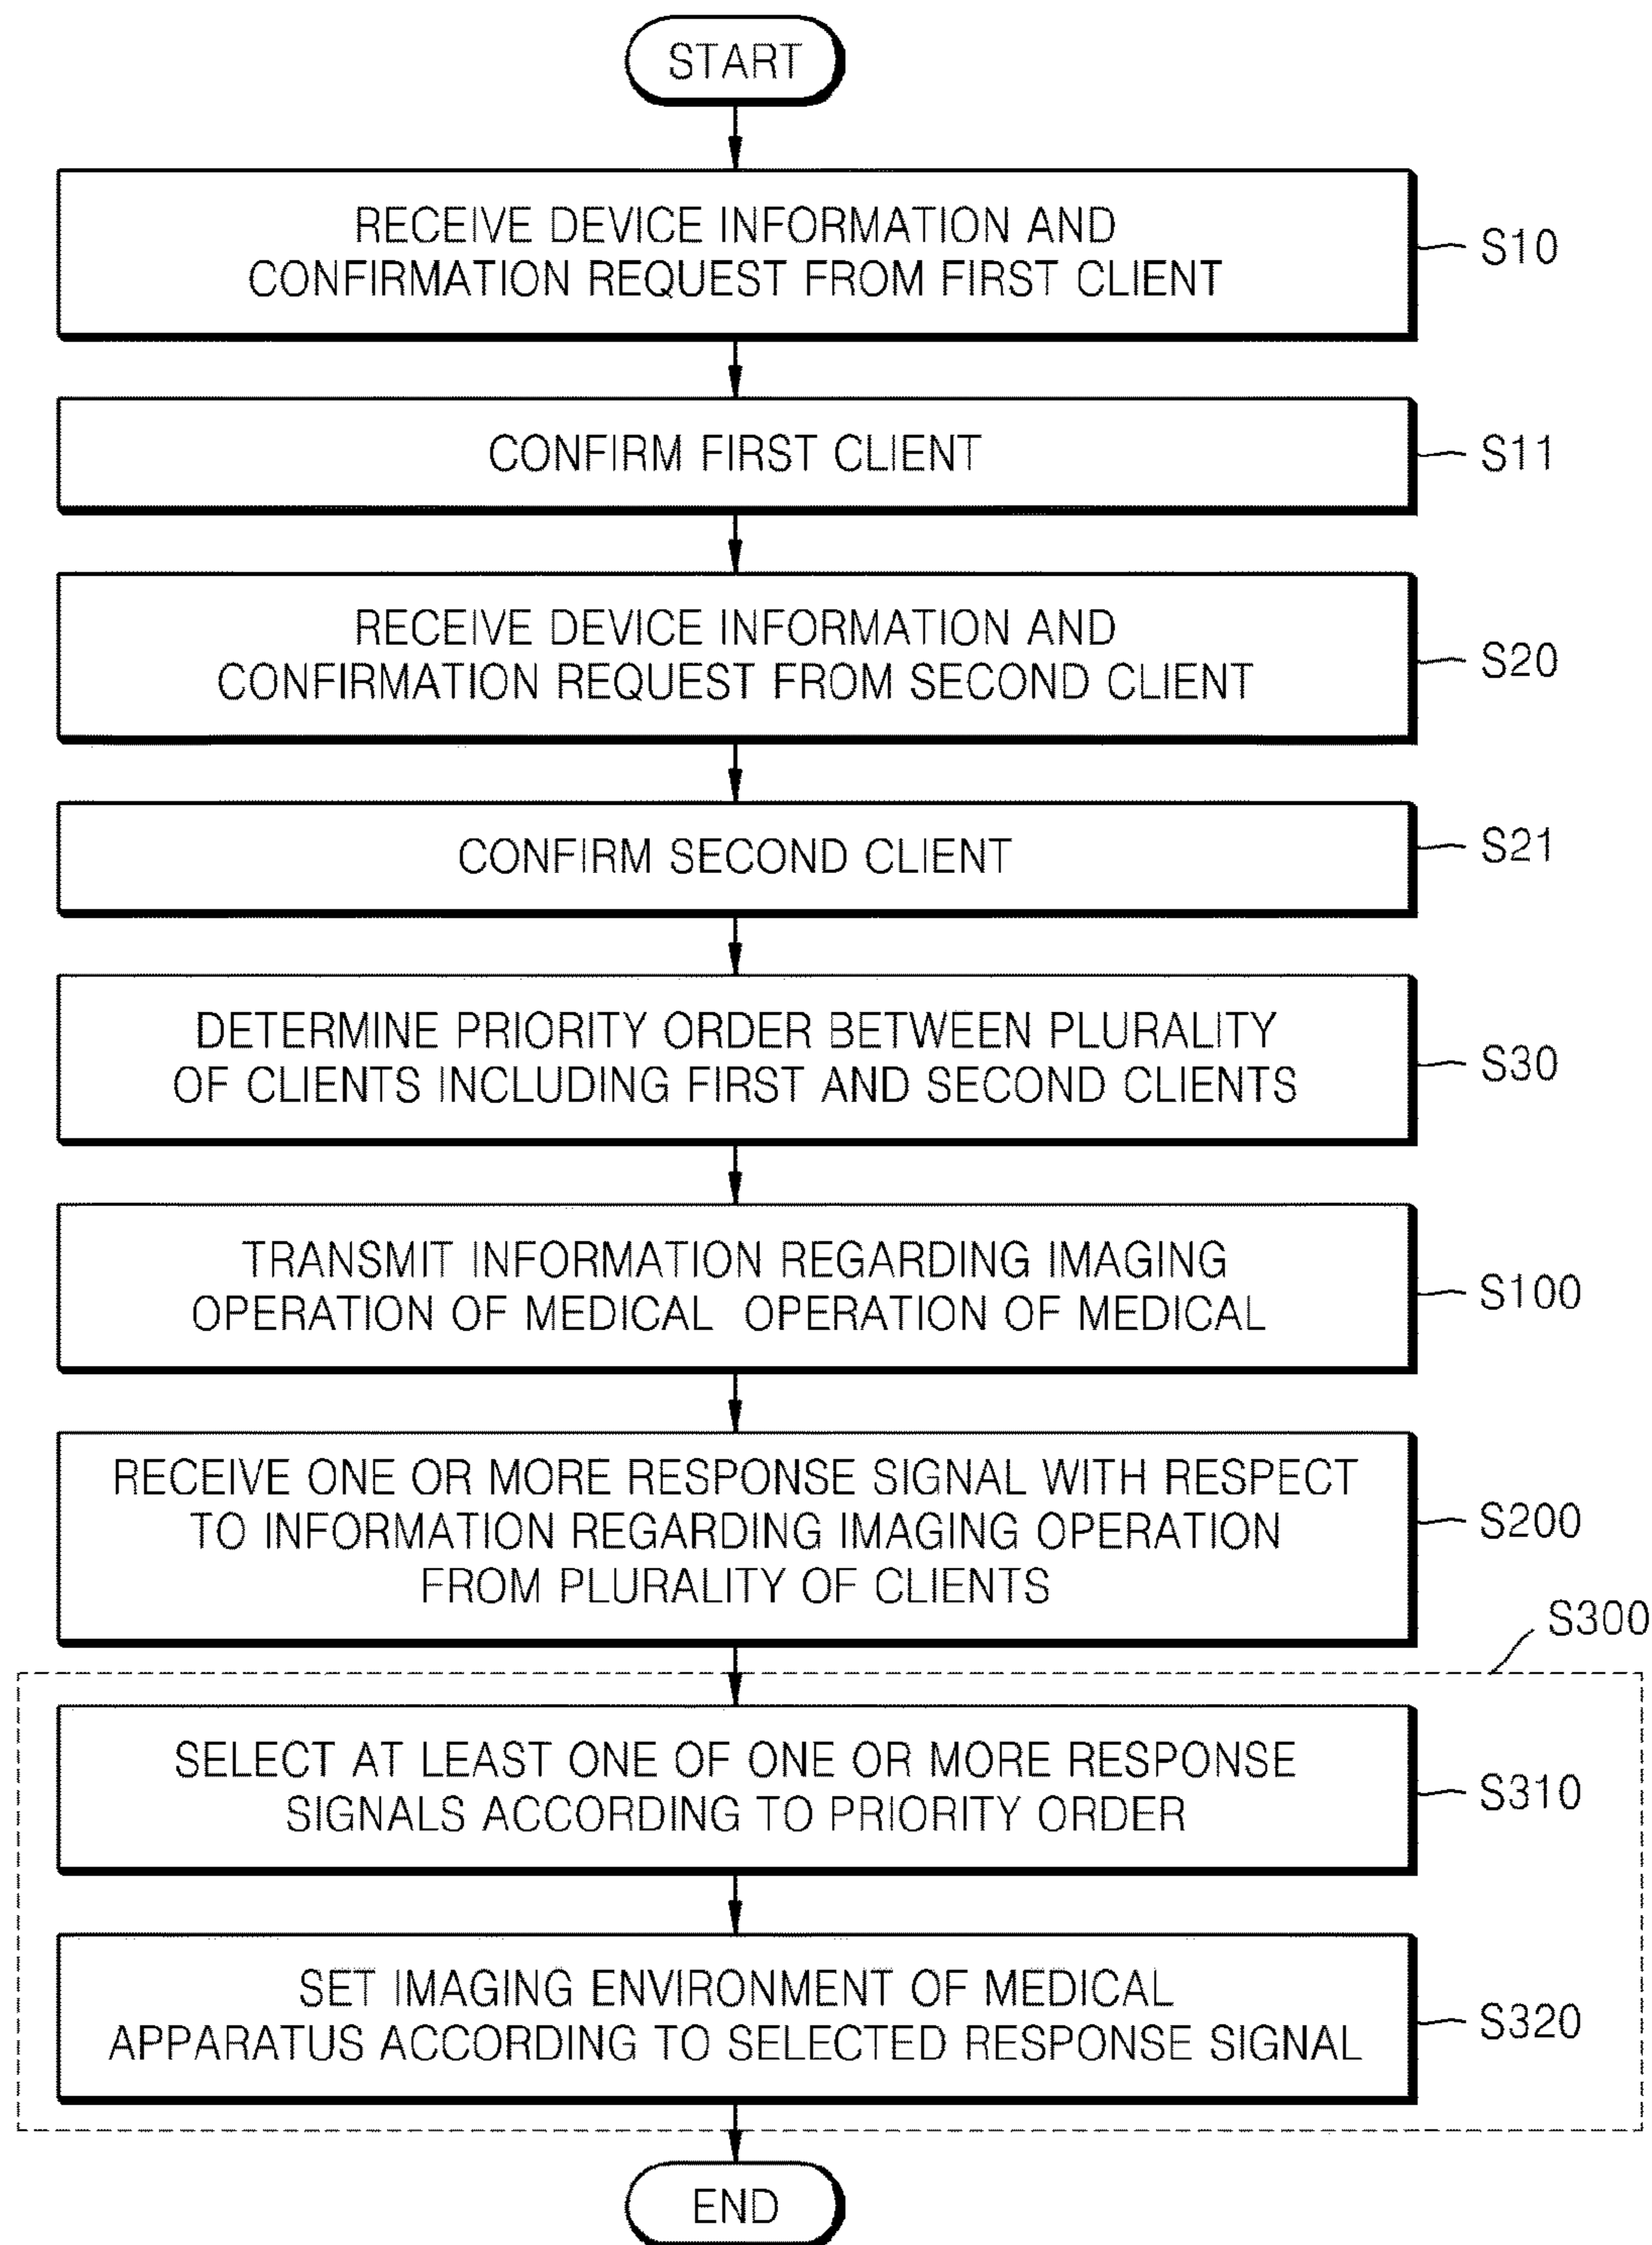 START
RECEIVE DEVICE INFORMATION AND
CONFIRMATION REQUEST FROM FIRST CLIENT
S10
CONFIRM FIRST CLIENT
S11
RECEIVE DEVICE INFORMATION AND
CONFIRMATION REQUEST FROM SECOND CLIENT
S20
CONFIRM SECOND CLIENT
S21
DETERMINE PRIORITY ORDER BETWEEN PLURALITY
OF CLIENTS INCLUDING FIRST AND SECOND CLIENTS
S30
TRANSMIT INFORMATION REGARDING IMAGING
OPERATION OF MEDICAL OPERATION OF MEDICAL
S100
RECEIVE ONE OR MORE RESPONSE SIGNAL WITH RESPECT
TO INFORMATION REGARDING IMAGING OPERATION
FROM PLURALITY OF CLIENTS
S200
S300
SELECT AT LEAST ONE OF ONE OR MORE RESPONSE
SIGNALS ACCORDING TO PRIORITY ORDER
S310
SET IMAGING ENVIRONMENT OF MEDICAL
APPARATUS ACCORDING TO SELECTED RESPONSE SIGNAL
S320
END